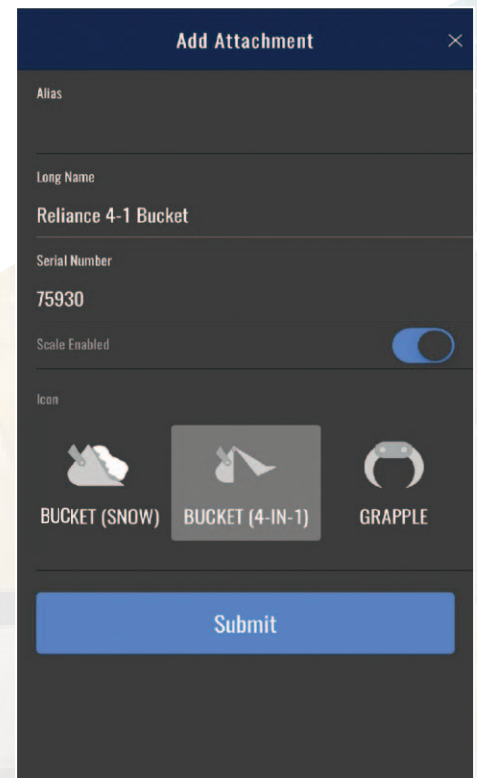 Add Attachment
Alias
Long Name
Reliance 4-1 Bucket
Serial Number
75930
Scale Enabled
Icon
BUCKET (SNOW) BUCKET (4-IN-1) GRAPPLE
Submit